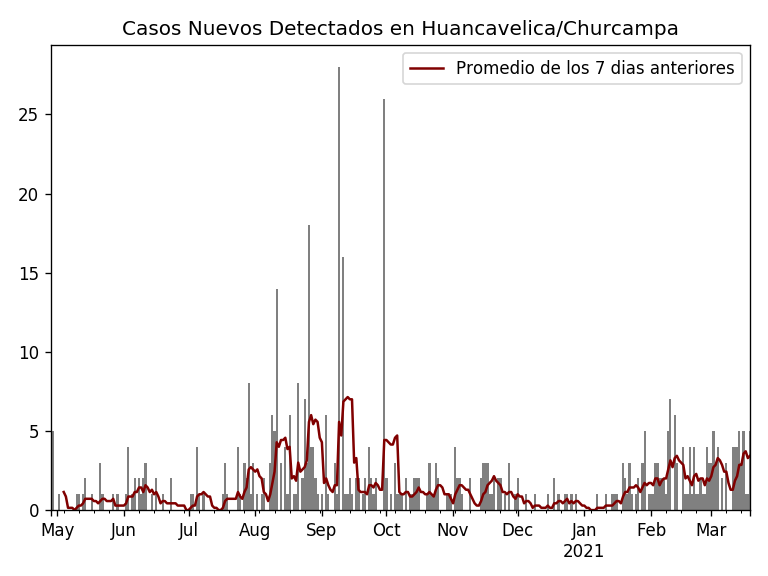 Casos Nuevos Detectados en Huancavelica/Churcampa
Promedio de los 7 dias anteriores
25
20
15
10
5
0
May Jun Jul Aug Sep Oct Nov Dec Jan Feb Mar
2021